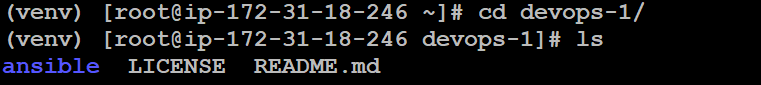 (venv) [root@ip-172-31-18-246 ~]# cd devops-1/
(venv) [root@ip-172-31-18-246 devops-1]# ls
ansible  LICENSE  README.md